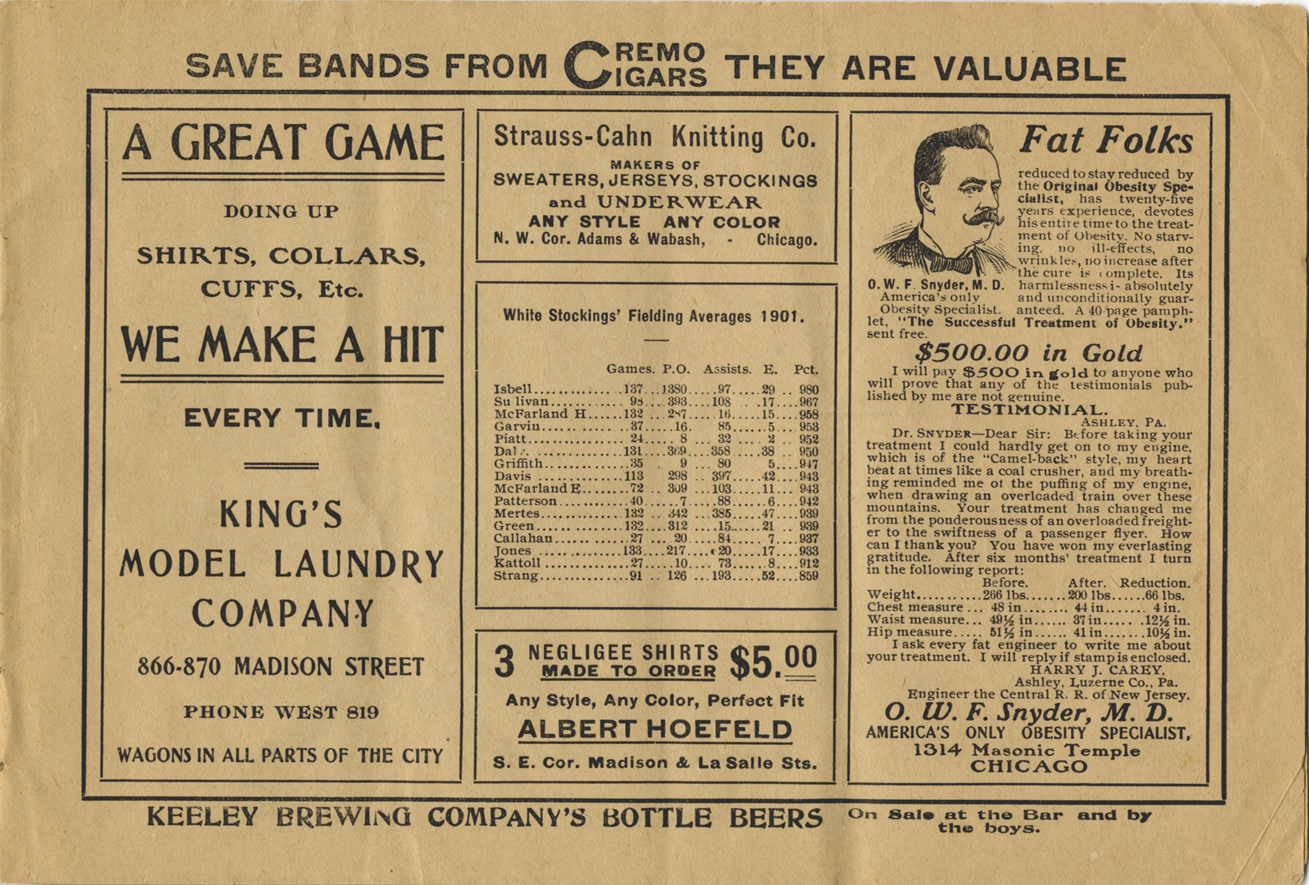 SAVE BANDS FROM CREMO CIGARS THEY ARE VALUABLE
A GREAT GAME
DOING UP
SHIRTS, COLLARS,
CUFFS, Etc.
WE MAKE A HIT
EVERY TIME.
KING'S
MODEL LAUNDRY
COMPANY
866-870 MADISON STREET
PHONE WEST 819
WAGONS IN ALL PARTS OF THE CITY
Strauss-Cahn Knitting Co.
MAKERS OF
SWEATERS, JERSEYS, STOCKINGS
and UNDERWEAR
ANY STYLE ANY COLOR
N. W. Cor. Adams & Wabash, - Chicago.
White Stockings' Fielding Averages 1901.
Games. P.O. Assists. E. Pct.
Isbell............137...1380....97.....29 .. 980
Su livan........... 393...108 ....17....967
McFarland H......132 .. .. 16.....15....958
Garvin............37....16. 85.....5....953
Piatt..............24.... 8 .. 32 .... 2 .. 952
131 ... 369...358 ....38 .. 950
Griffith...........35 9 .. 80 5....947
Davis ............113 298 ...397....42...943
McFarland E.......72 .. 309 ...103....11... 943
Patterson ........40.... 7....88.....6...942
Mertes...........132 ...342 ...385....47...939
Green............132...312 ...15.....21 .. 939
Callahan..........27 ... 20.... 84.... 7...937
Jones ...........133....217... 20....17...933
Kattoll...........27....10.... 73.....8...912
Strang............91 .. 126 ...193....52...859
3 NEGLIGEE SHIRTS MADE TO ORDER $5.00
Any Style, Any Color, Perfect Fit
ALBERT HOEFELD
S. E. Cor. Madison & La Salle Sts.
Fat Folks
reduced to stay reduced by
the Original Obesity Spe-
cialist, has twenty-five
years experience, devotes
his entire time to the treat-
ment of Obesity. No starv-
ing. no ill-effects, no
wrinkles, no increase after
the cure is complete. Its
O. W. F. Snyder, M. D. harmlessness is absolutely
America's only and unconditionally guar-
Obesity Specialist. anteed. A 40 page pamph-
let, "The Successful Treatment of Obesity."
sent free.
$500.00 in Gold
I will pay $500 in gold to anyone who
will prove that any of the testimonials pub-
lished by me are not genuine.
TESTIMONIAL.
ASHLEY, PA.
Dr. SNYDER—Dear Sir: Before taking your
treatment I could hardly get on to my engine,
which is of the "Camel-back" style, my heart
beat at times like a coal crusher, and my breath-
ing reminded me of the puffing of my engine,
when drawing an overloaded train over these
mountains. Your treatment has changed me
from the ponderousness of an overloaded freight-
er to the swiftness of a passenger flyer. How
can I thank you? You have won my everlasting
gratitude. After six months' treatment I turn
in the following report:
Before. After. Reduction.
Weight..........266 lbs.......200 lbs......66 lbs.
Chest measure ... 48 in ........ 44 in....... 4 in.
Waist measure... 49½ in...... 37 in...... .12½ in.
Hip measure..... 51½ in...... 41 in.......10½ in.
I ask every fat engineer to write me about
your treatment. I will reply if stamp is enclosed.
HARRY J. CAREY,
Ashley, Luzerne Co., Pa.
Engineer the Central R. R. of New Jersey.
O. W. F. Snyder, M. D.
AMERICA'S ONLY OBESITY SPECIALIST,
1314 Masonic Temple
CHICAGO
KEELEY BREWING COMPANY'S BOTTLE BEERS On Sale at the Bar and by
the boys.